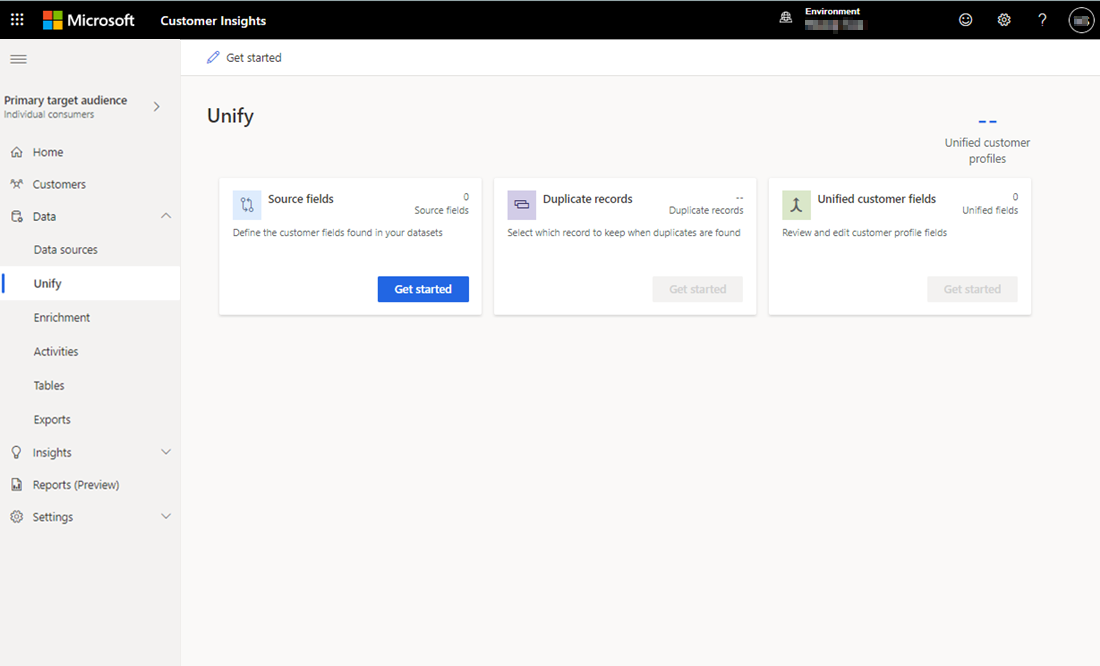 Microsoft Customer Insights
Environment
?
Get started
Primary target audience
Individual consumers
Home
Customers
Data
Data sources
Unify
Enrichment
Activities
Tables
Exports
Insights
Reports (Preview)
Settings
Unify
--
Unified customer
profiles
Source fields
0
Source fields
Define the customer fields found in your datasets
Get started
Duplicate records
--
Duplicate records
Select which record to keep when duplicates are found
Get started
Unified customer fields
0
Unified fields
Review and edit customer profile fields
Get started